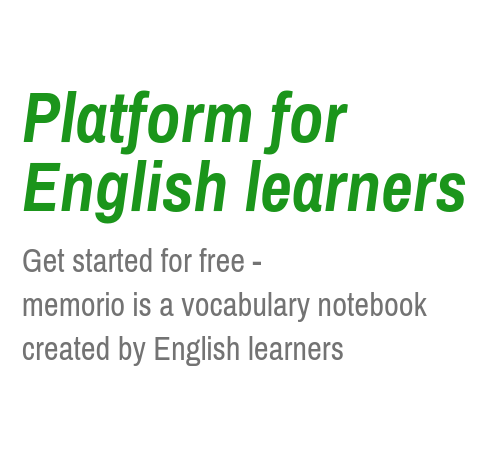 Platform for
English learners
Get started for free -
memorio is a vocabulary notebook
created by English learners